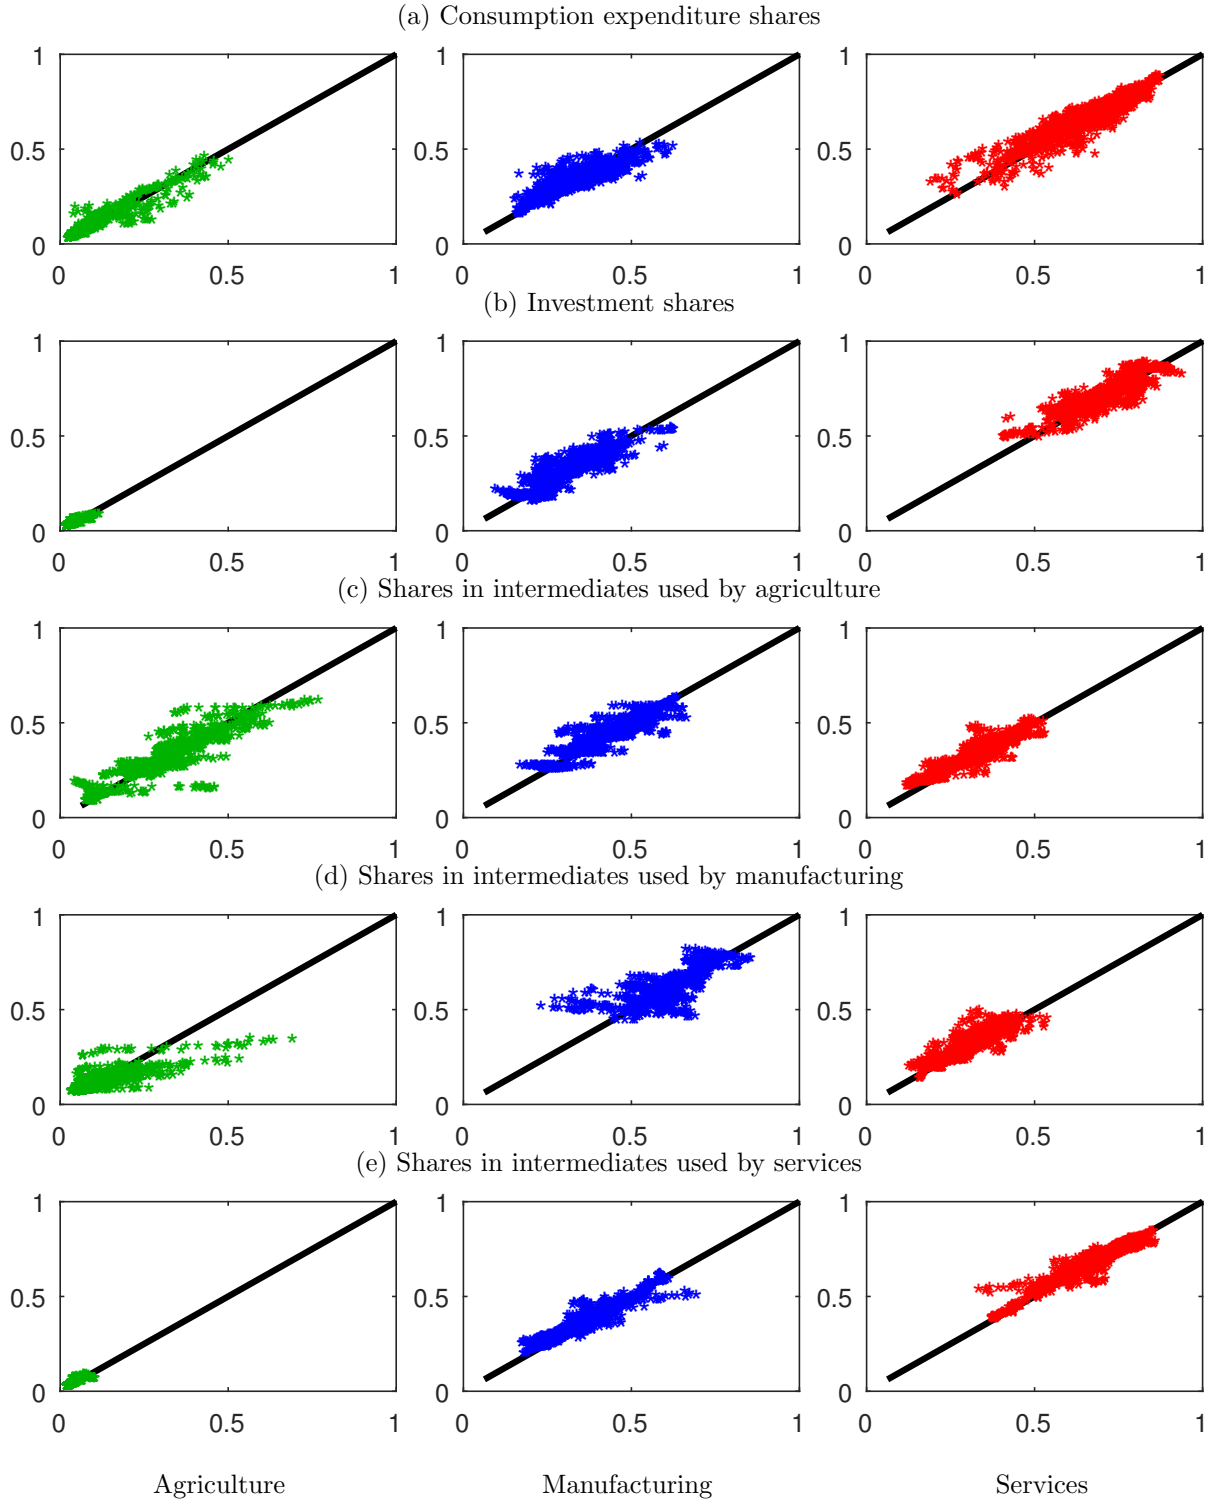 (a) Consumption expenditure shares
1 1 1
0.5 0.5 0.5
0 0 0
0 0.5 1 0 0.5 1 0 0.5 1
(b) Investment shares
1 1 1
0.5 0.5 0.5
0 0 0
0 0.5 1 0 0.5 1 0 0.5 1
(c) Shares in intermediates used by agriculture
1 1 1
0.5 0.5 0.5
0 0 0
0 0.5 1 0 0.5 1 0 0.5 1
(d) Shares in intermediates used by manufacturing
1 1 1
0.5 0.5 0.5
0 0 0
0 0.5 1 0 0.5 1 0 0.5 1
(e) Shares in intermediates used by services
1 1 1
0.5 0.5 0.5
0 0 0
0 0.5 1 0 0.5 1 0 0.5 1
Agriculture Manufacturing Services